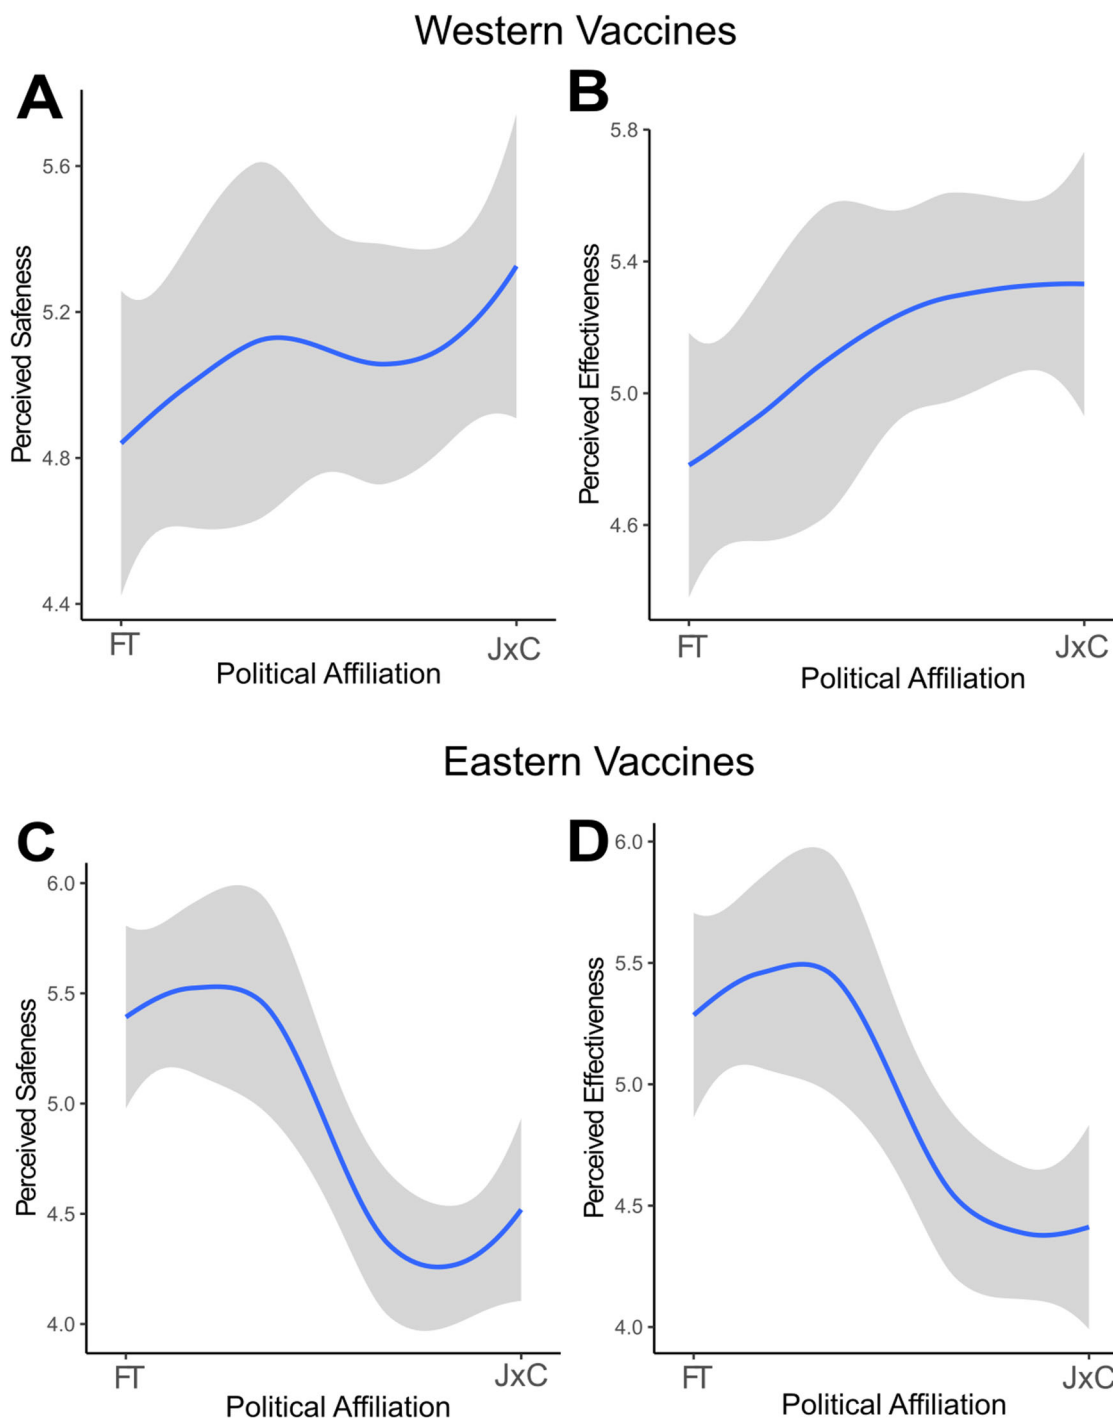 Western Vaccines
A
5.6
5.2
4.8
4.4
Perceived Safeness
FT
JxC
Political Affiliation
B
5.8
5.4
5.0
4.6
Perceived Effectiveness
FT
JxC
Political Affiliation
Eastern Vaccines
C
6.0
5.5
5.0
4.5
4.0
Perceived Safeness
FT
JxC
Political Affiliation
D
6.0
5.5
5.0
4.5
4.0
Perceived Effectiveness
FT
JxC
Political Affiliation